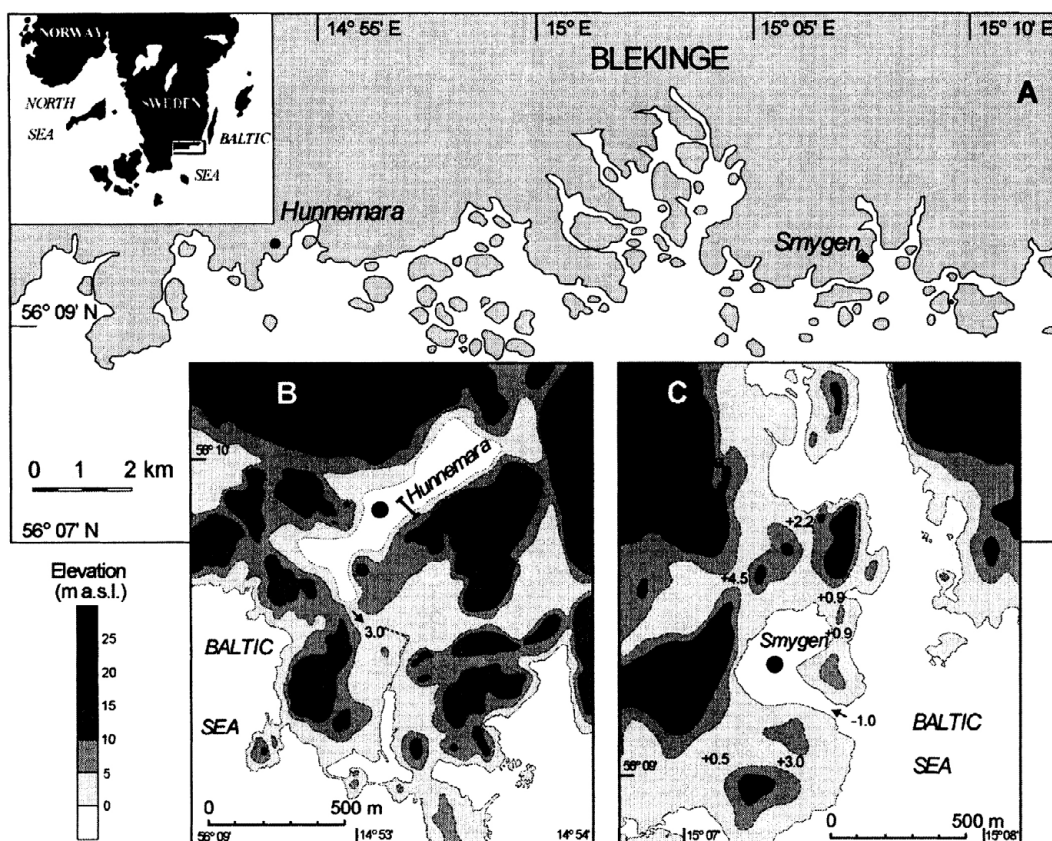 14° 55' E
15° E
15° 05' E
15° 10' E
BLEKINGE
A
NORWAY
SWEDEN
NORTH
SEA
BALTIC
SEA
Hunnemara
Smygen
56° 09' N
0 1 2 km
56° 07' N
B
56° 10'
Hunnemara
3.0
BALTIC
SEA
0 500 m
56° 09'
14° 53'
14° 54'
C
+2.2
+4.5
+0.9
+0.9
Smygen
-1.0
BALTIC
SEA
+0.5
+3.0
56° 09'
0 500 m
15° 07'
15° 08'
Elevation
(m a.s.l.)
25
20
15
10
5
0